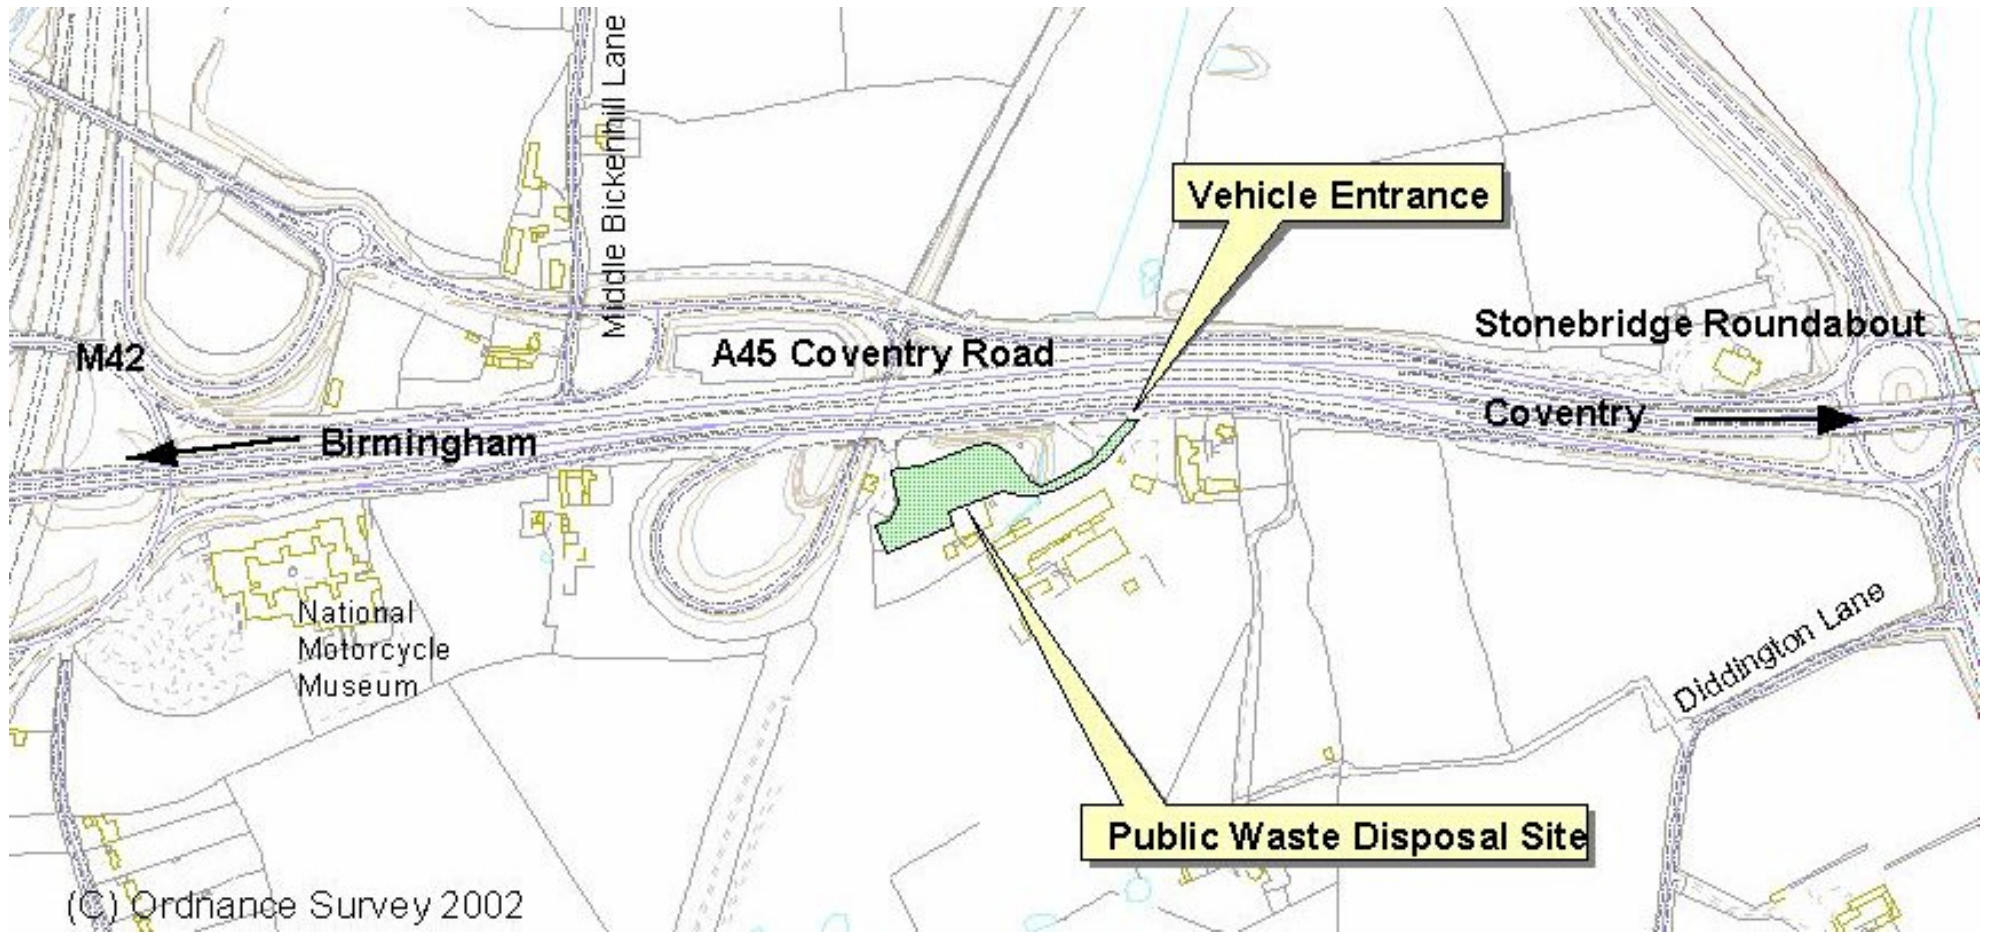 Middle Bickenhill Lane
Vehicle Entrance
Stonebridge Roundabout
M42
A45 Coventry Road
Coventry
Birmingham
National
Motorcycle
Museum
Diddington Lane
Public Waste Disposal Site
(C) Ordnance Survey 2002